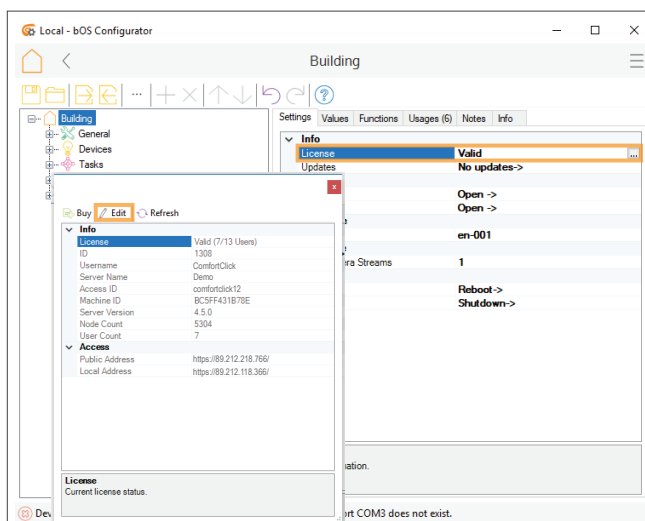 Local - bOS Configurator
Building
...
Building
General
Devices
Tasks
Settings Values Functions Usages (6) Notes Info
Info
License Valid ...
Updates No updates->
Open ->
Open ->
en-001
ra Streams 1
Reboot->
Shutdown->
ation.
x
Buy Edit Refresh
Info
License Valid (7/13 Users)
ID 1308
Username ComfortClick
Server Name Demo
Access ID comfortclick12
Machine ID BC5FF431B78E
Server Version 4.5.0
Node Count 5304
User Count 7
Access
Public Address https://89.212.218.766/
Local Address https://89.212.118.366/
License
Current license status.
Dev
rt COM3 does not exist.